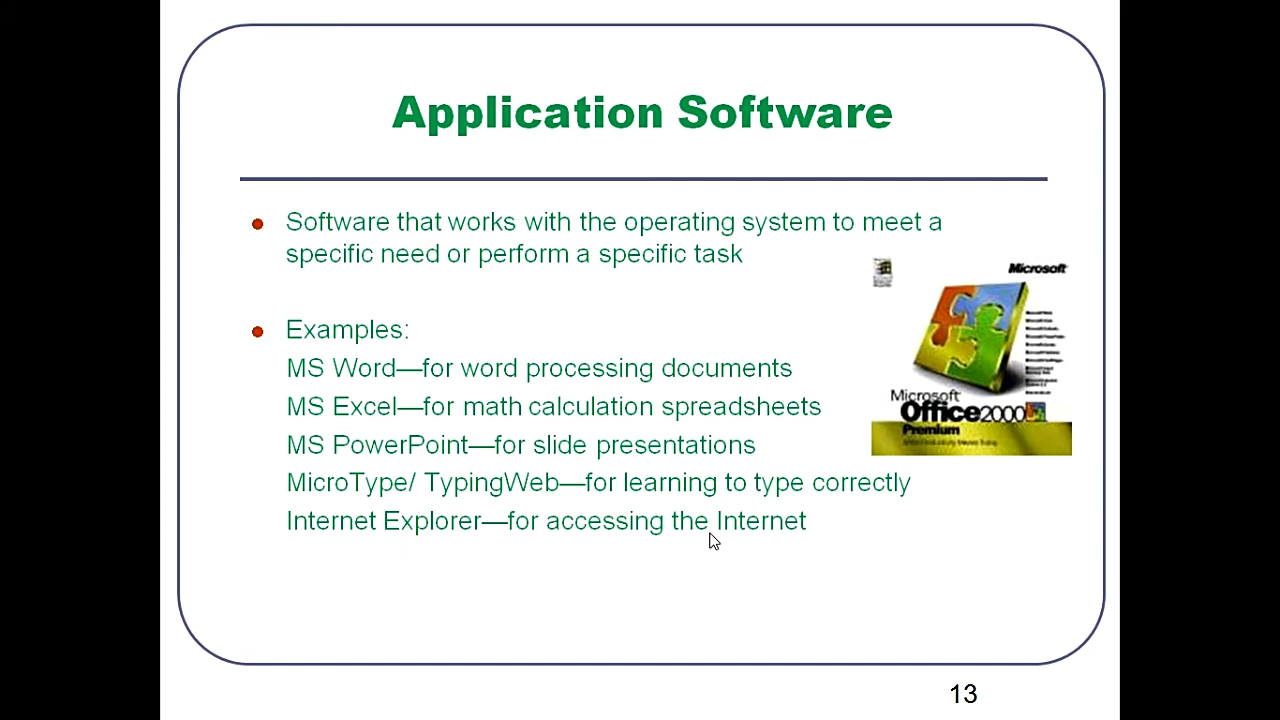 Application Software
Software that works with the operating system to meet a
specific need or perform a specific task
Microsoft
Examples:
MS Word—for word processing documents
MS Excel—for math calculation spreadsheets
MS PowerPoint—for slide presentations
MicroType/ TypingWeb—for learning to type correctly
Internet Explorer—for accessing the Internet
Microsoft
Office2000
Premium
13